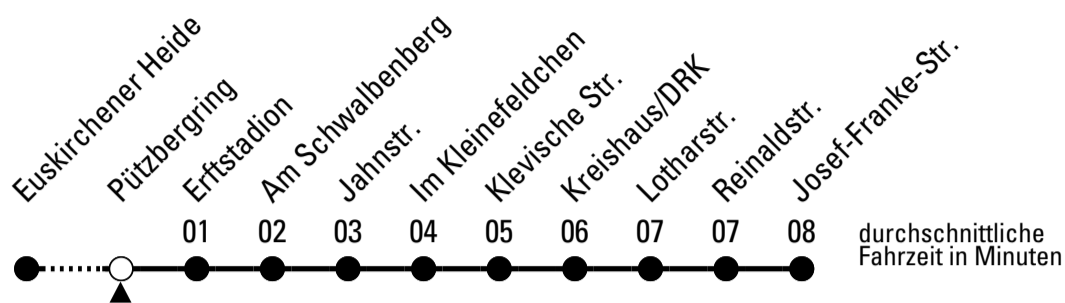 Euskirchener Heide
Pützbergring
Erftstadion
Am Schwalbenberg
Jahnstr.
Im Kleinefeldchen
Klevische Str.
Kreishaus/DRK
Lotharstr.
Reinaldstr.
Josef-Franke-Str.
01 02 03 04 05 06 07 07 08
durchschnittliche
Fahrzeit in Minuten